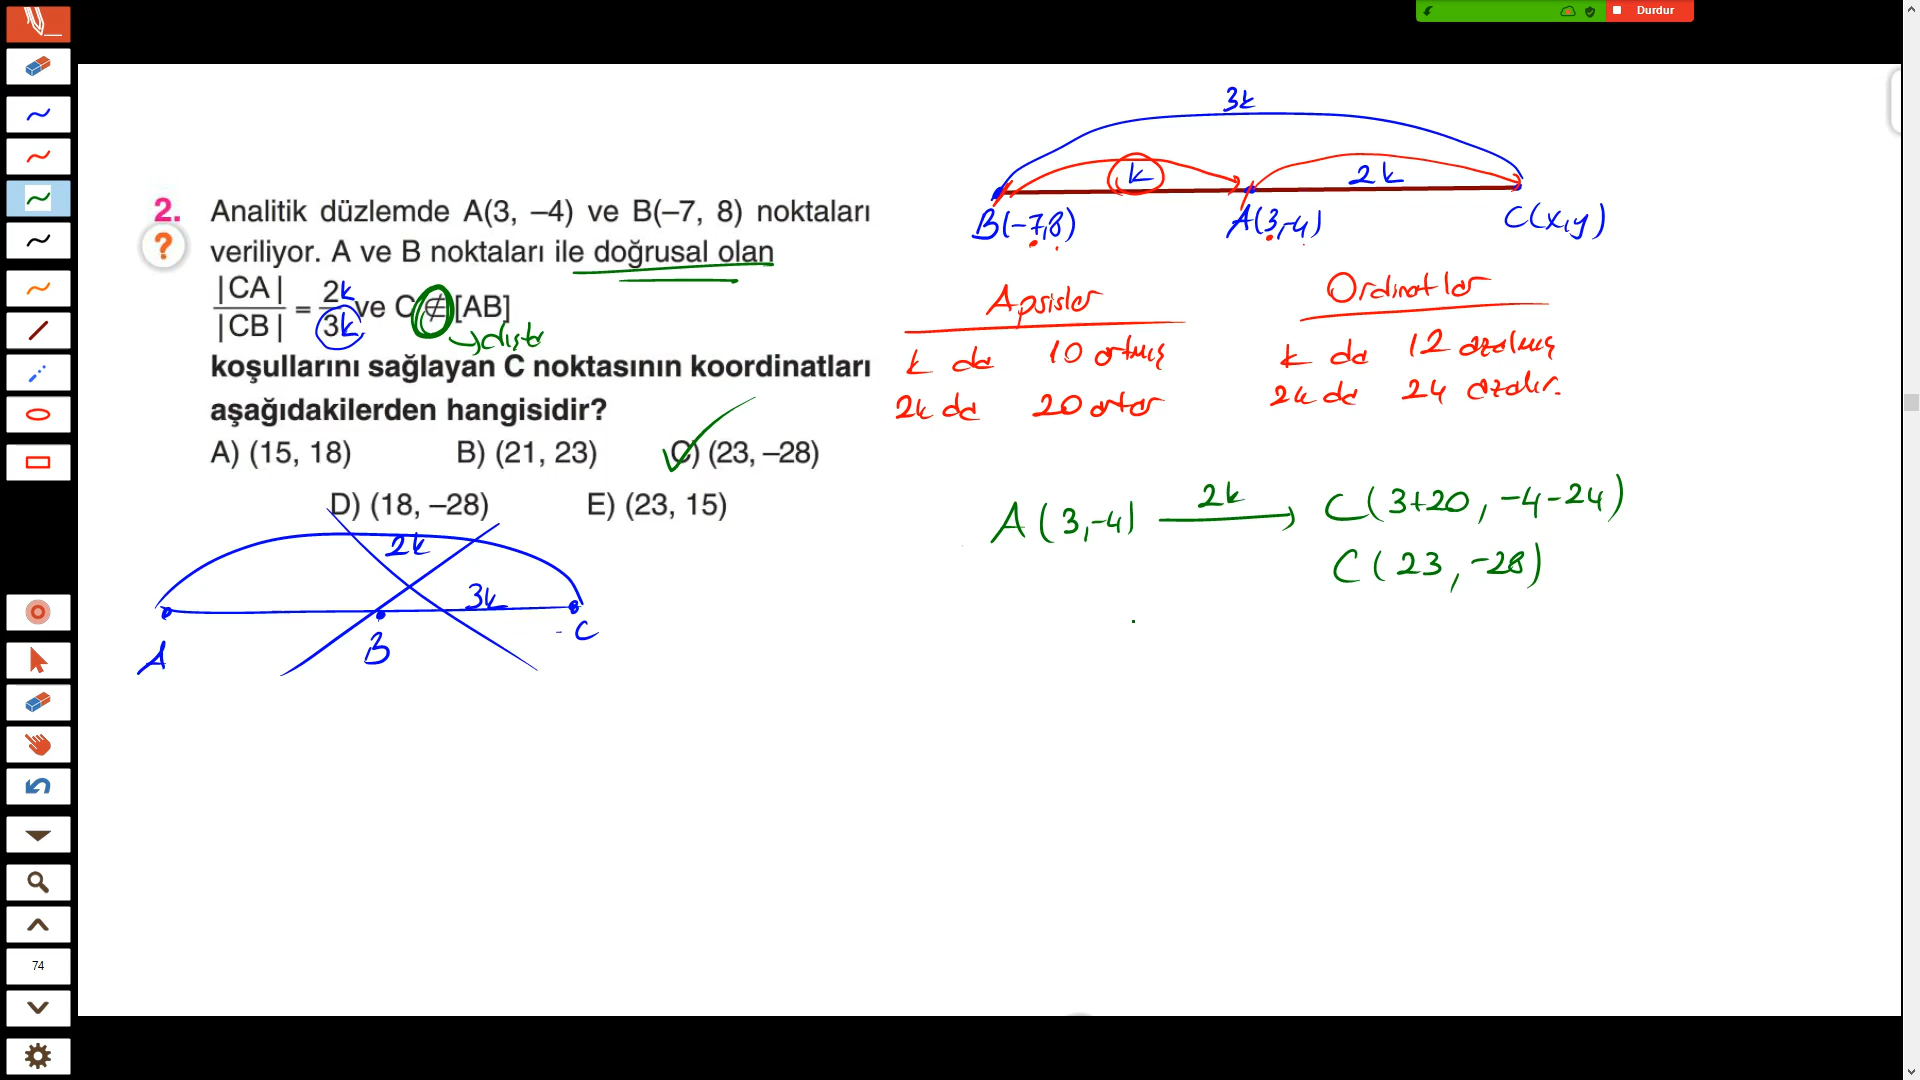 Durdur
2. Analitik düzlemde A(3, –4) ve B(–7, 8) noktaları
? veriliyor. A ve B noktaları ile doğrusal olan
|CA| / |CB| = 2k / 3k ve C ∉ [AB]
dışta
koşullarını sağlayan C noktasının koordinatları
aşağıdakilerden hangisidir?
A) (15, 18) B) (21, 23) C) (23, –28)
D) (18, –28) E) (23, 15)
2k
3k
A B C
3k
k 2k
B(-7,8) A(3,-4) C(x,y)
Apsisler
k da 10 artmış
2k da 20 artar
Ordinatlar
k da 12 azalmış
2k da 24 azalır.
A(3,-4) 2k C(3+20, -4-24)
C(23, -28)
74